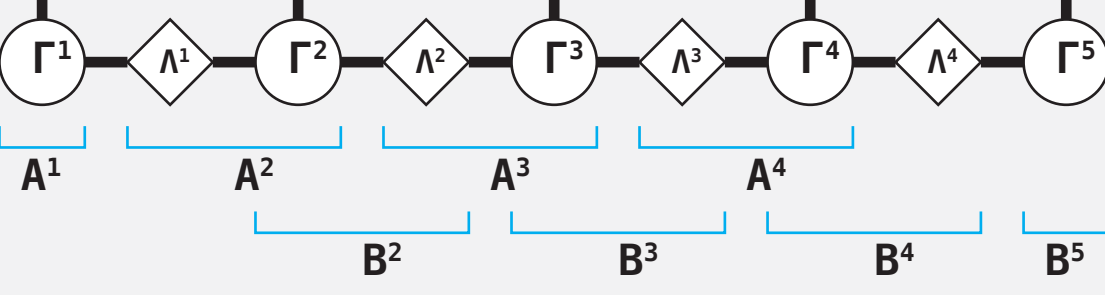 Γ¹ Λ¹ Γ² Λ² Γ³ Λ³ Γ⁴ Λ⁴ Γ⁵
A¹ A² A³ A⁴
B² B³ B⁴ B⁵